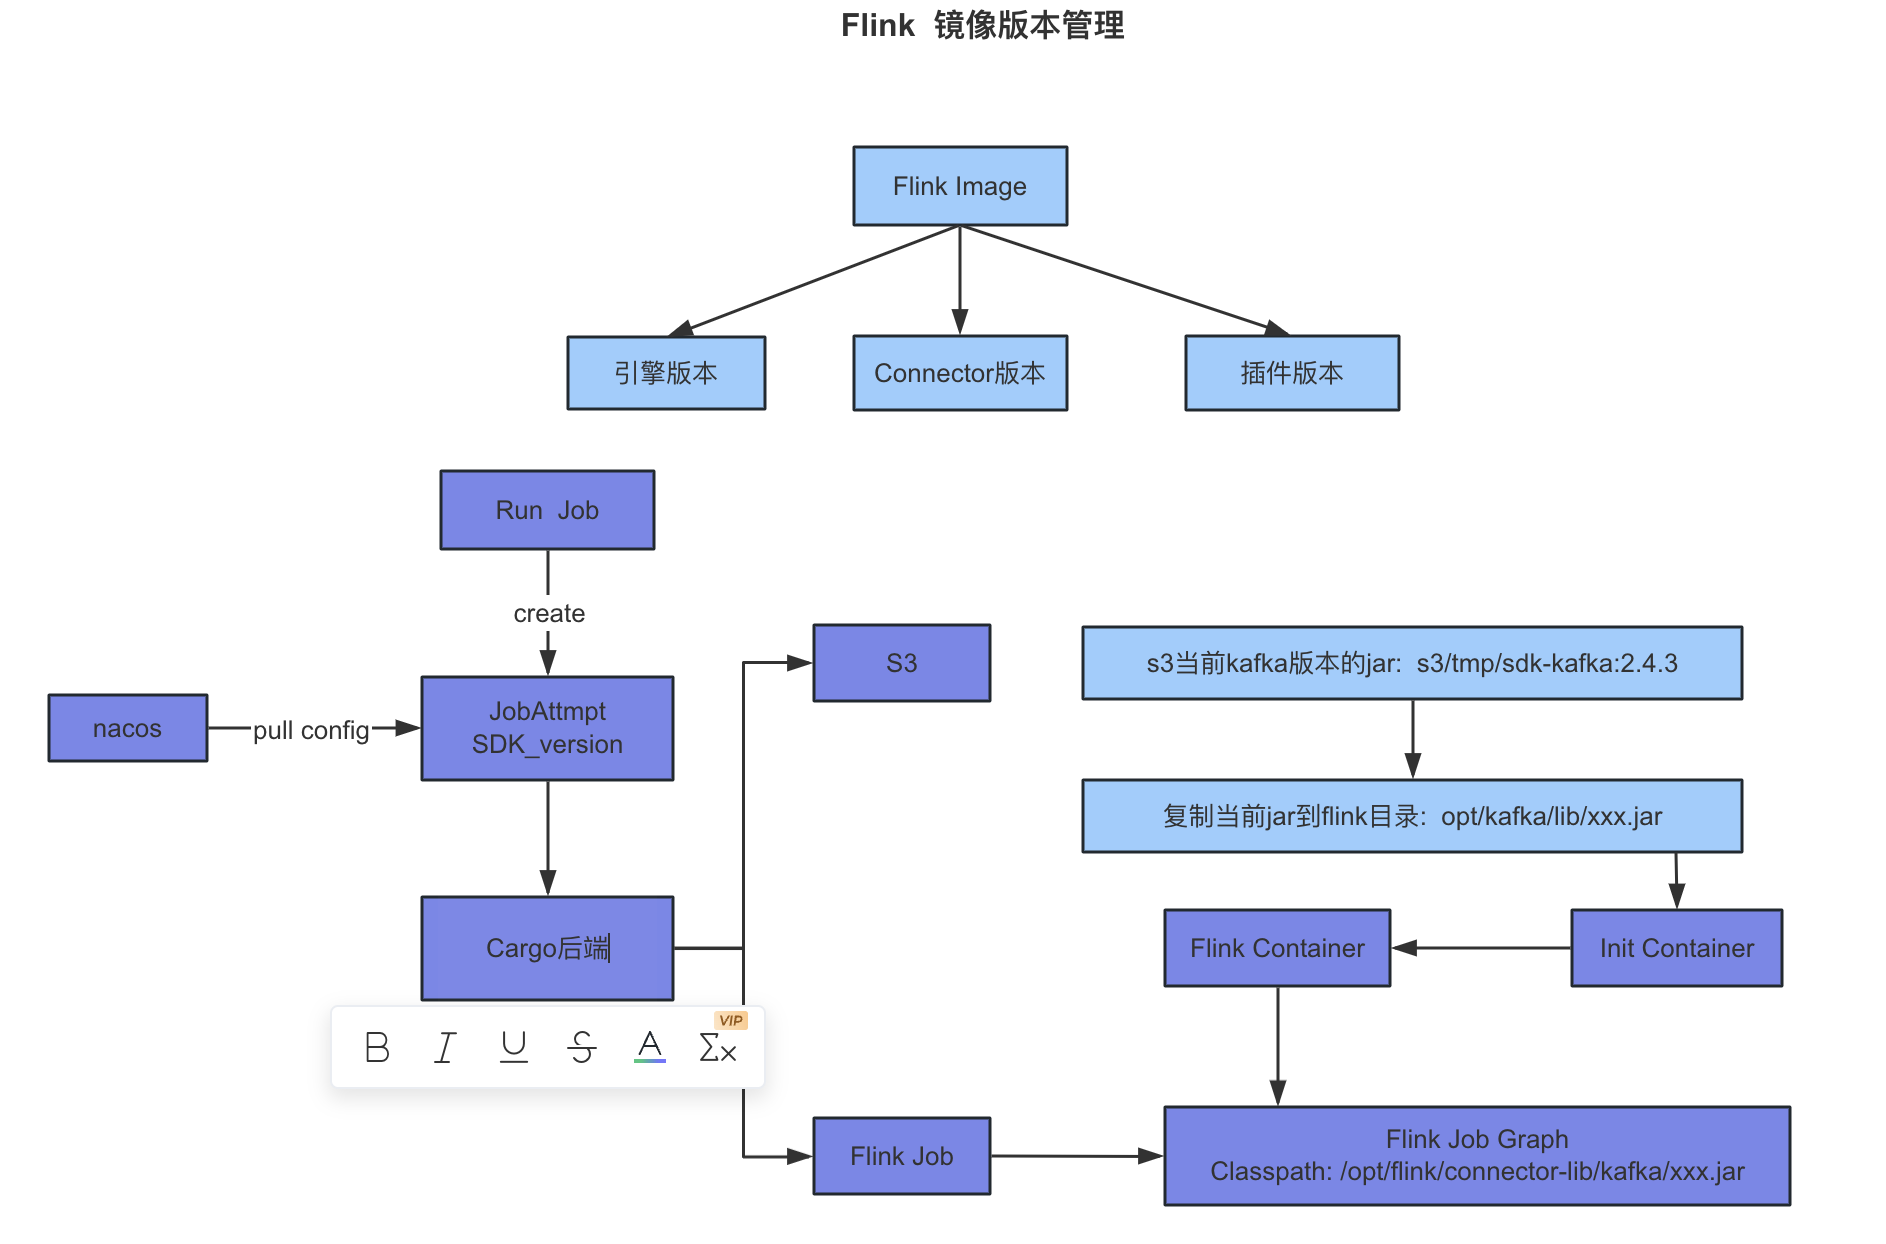 Flink 镜像版本管理
Flink Image
引擎版本
Connector版本
插件版本
Run Job
create
S3
s3当前kafka版本的jar: s3/tmp/sdk-kafka:2.4.3
nacos
pull config
JobAttmpt
SDK_version
复制当前jar到flink目录: opt/kafka/lib/xxx.jar
Cargo后端
Flink Container
Init Container
VIP
B I U S A Σx
Flink Job
Flink Job Graph
Classpath: /opt/flink/connector-lib/kafka/xxx.jar